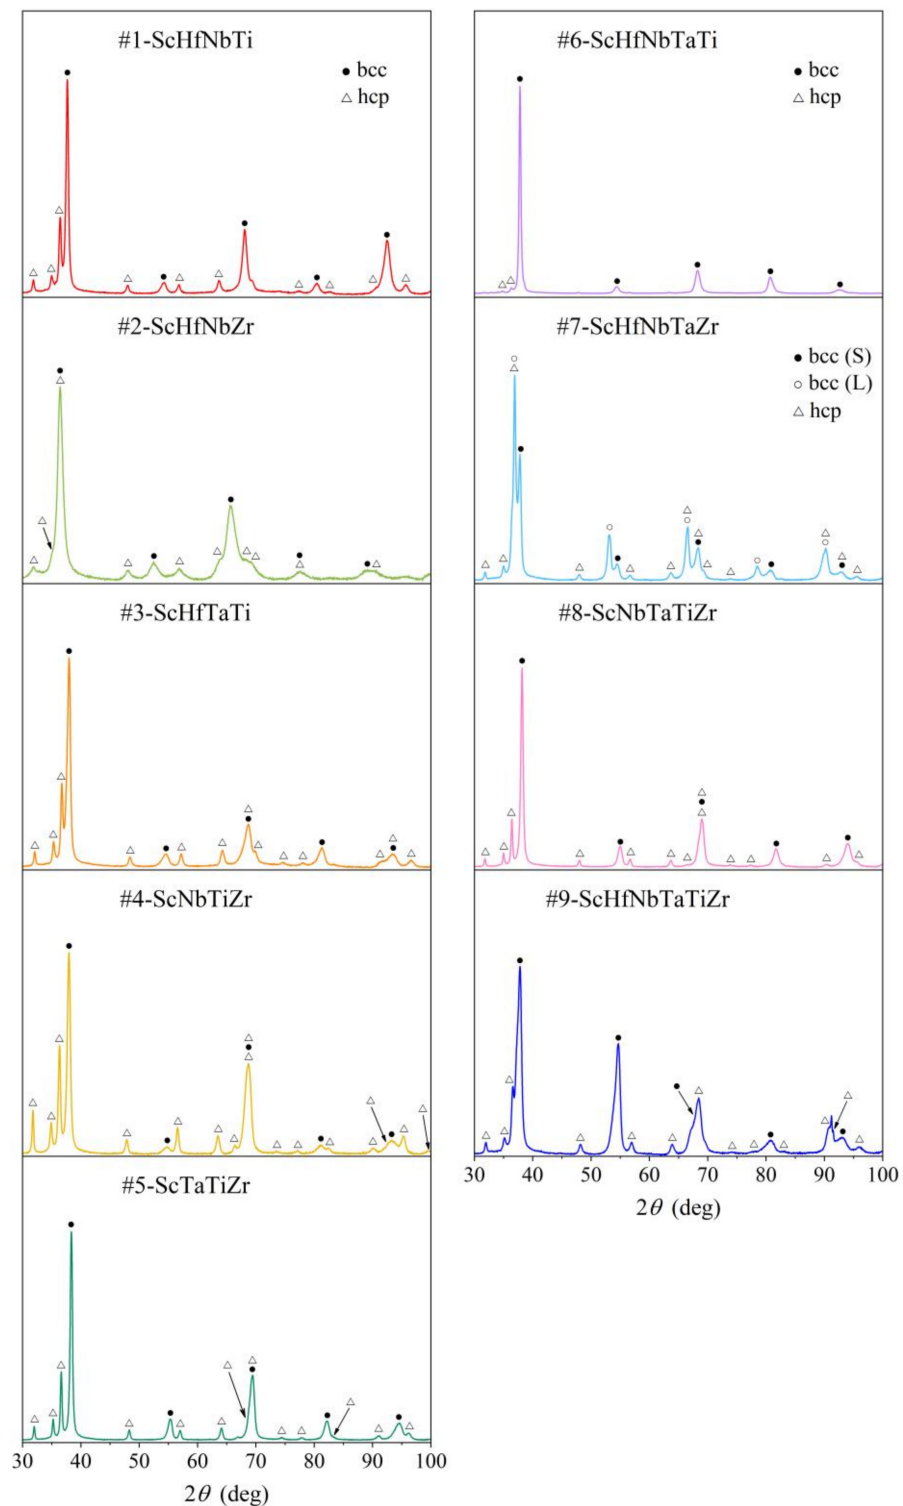 #1-ScHfNbTi
● bcc
△ hcp
#2-ScHfNbZr
#3-ScHfTaTi
#4-ScNbTiZr
#5-ScTaTiZr
30 40 50 60 70 80 90 100
2θ (deg)
#6-ScHfNbTaTi
● bcc
△ hcp
#7-ScHfNbTaZr
● bcc (S)
○ bcc (L)
△ hcp
#8-ScNbTaTiZr
#9-ScHfNbTaTiZr
30 40 50 60 70 80 90 100
2θ (deg)